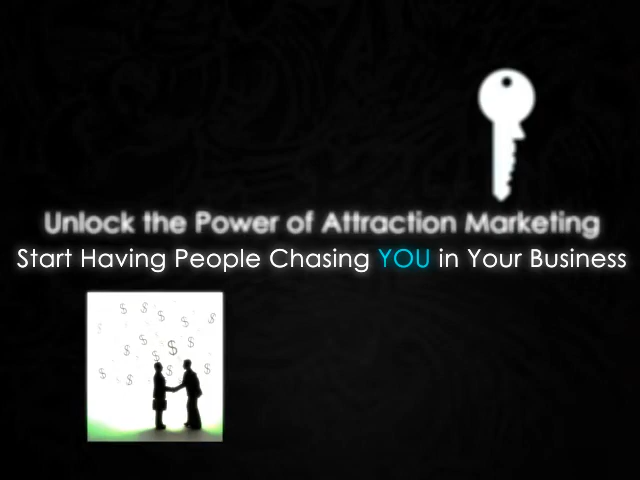 Unlock the Power of Attraction Marketing
Start Having People Chasing YOU in Your Business
$ $ $ $ $ $ $ $ $ $ $ $ $ $ $